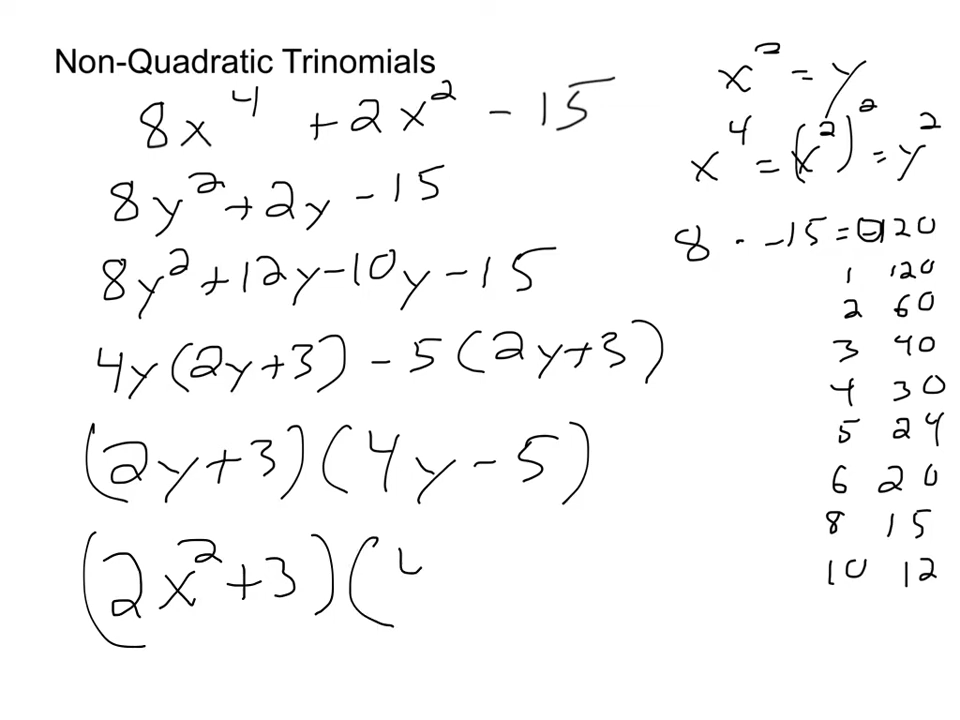 Non-Quadratic Trinomials
8x⁴ + 2x² - 15
8y² + 2y - 15
8y² + 12y - 10y - 15
4y(2y+3) - 5(2y+3)
(2y+3)(4y-5)
(2x²+3)(4
x² = y
x⁴ = (x²)² = y²
8 · -15 = -120
1 120
2 60
3 40
4 30
5 24
6 20
8 15
10 12